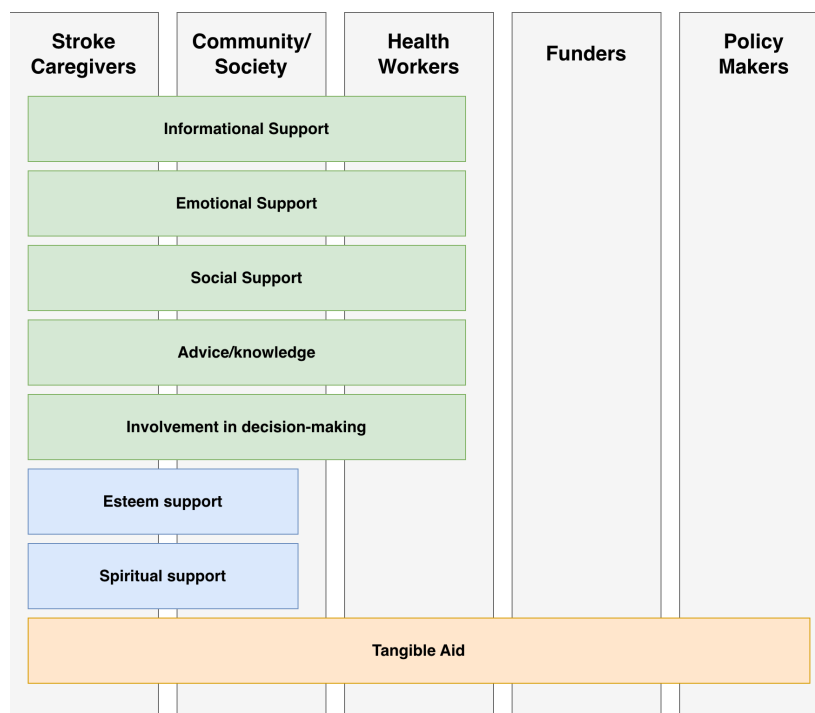 Stroke
Caregivers
Community/
Society
Health
Workers
Funders
Policy
Makers
Informational Support
Emotional Support
Social Support
Advice/knowledge
Involvement in decision-making
Esteem support
Spiritual support
Tangible Aid